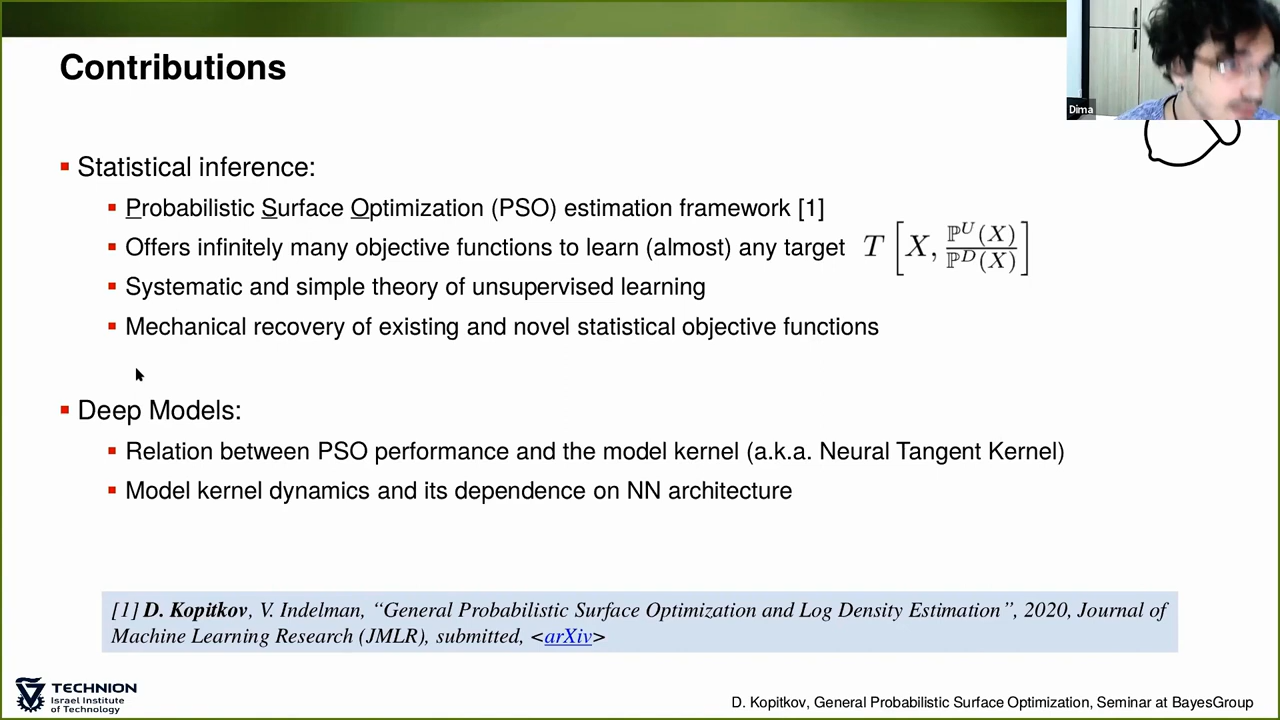 Contributions
Dima
Statistical inference:
Probabilistic Surface Optimization (PSO) estimation framework [1]
Offers infinitely many objective functions to learn (almost) any target T [X, ℙ^U(X)/ℙ^D(X)]
Systematic and simple theory of unsupervised learning
Mechanical recovery of existing and novel statistical objective functions
Deep Models:
Relation between PSO performance and the model kernel (a.k.a. Neural Tangent Kernel)
Model kernel dynamics and its dependence on NN architecture
[1] D. Kopitkov, V. Indelman, “General Probabilistic Surface Optimization and Log Density Estimation”, 2020, Journal of
Machine Learning Research (JMLR), submitted, <arXiv>
TECHNION
Israel Institute
of Technology
D. Kopitkov, General Probabilistic Surface Optimization, Seminar at BayesGroup